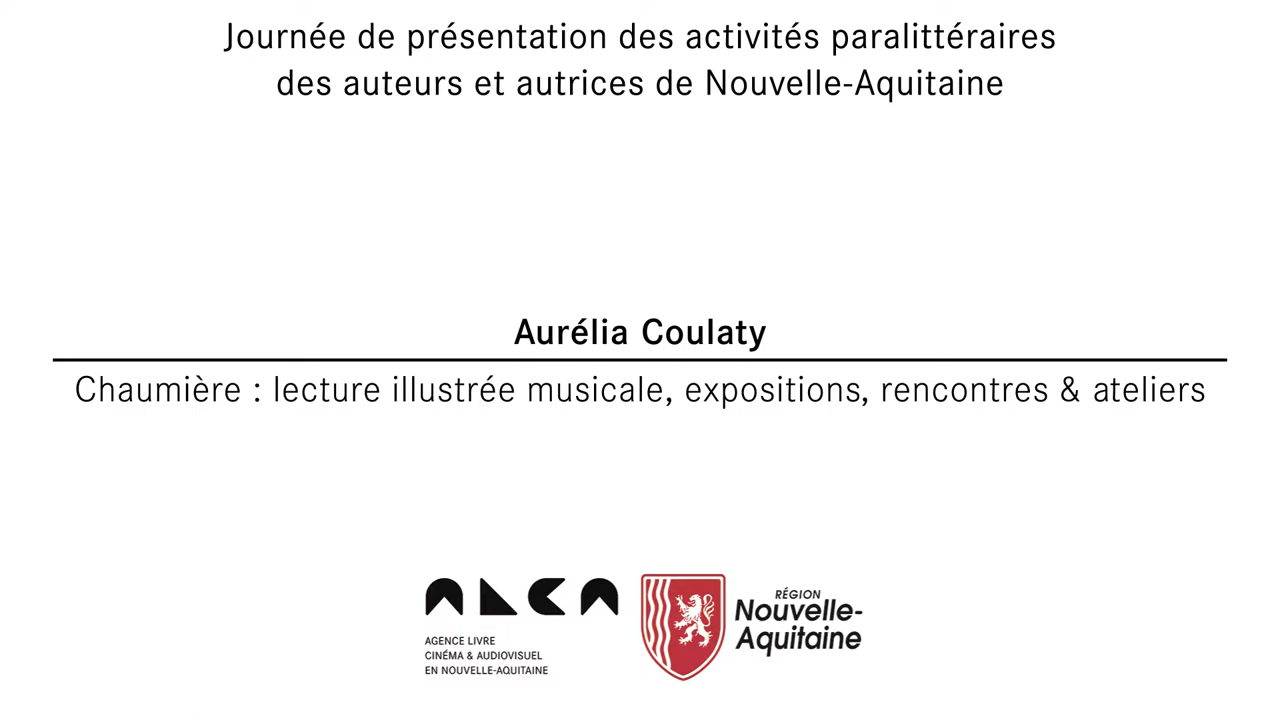 Journée de présentation des activités paralittéraires
des auteurs et autrices de Nouvelle-Aquitaine
Aurélia Coulaty
Chaumière : lecture illustrée musicale, expositions, rencontres & ateliers
ALCA
AGENCE LIVRE
CINÉMA & AUDIOVISUEL
EN NOUVELLE-AQUITAINE
RÉGION
Nouvelle-
Aquitaine